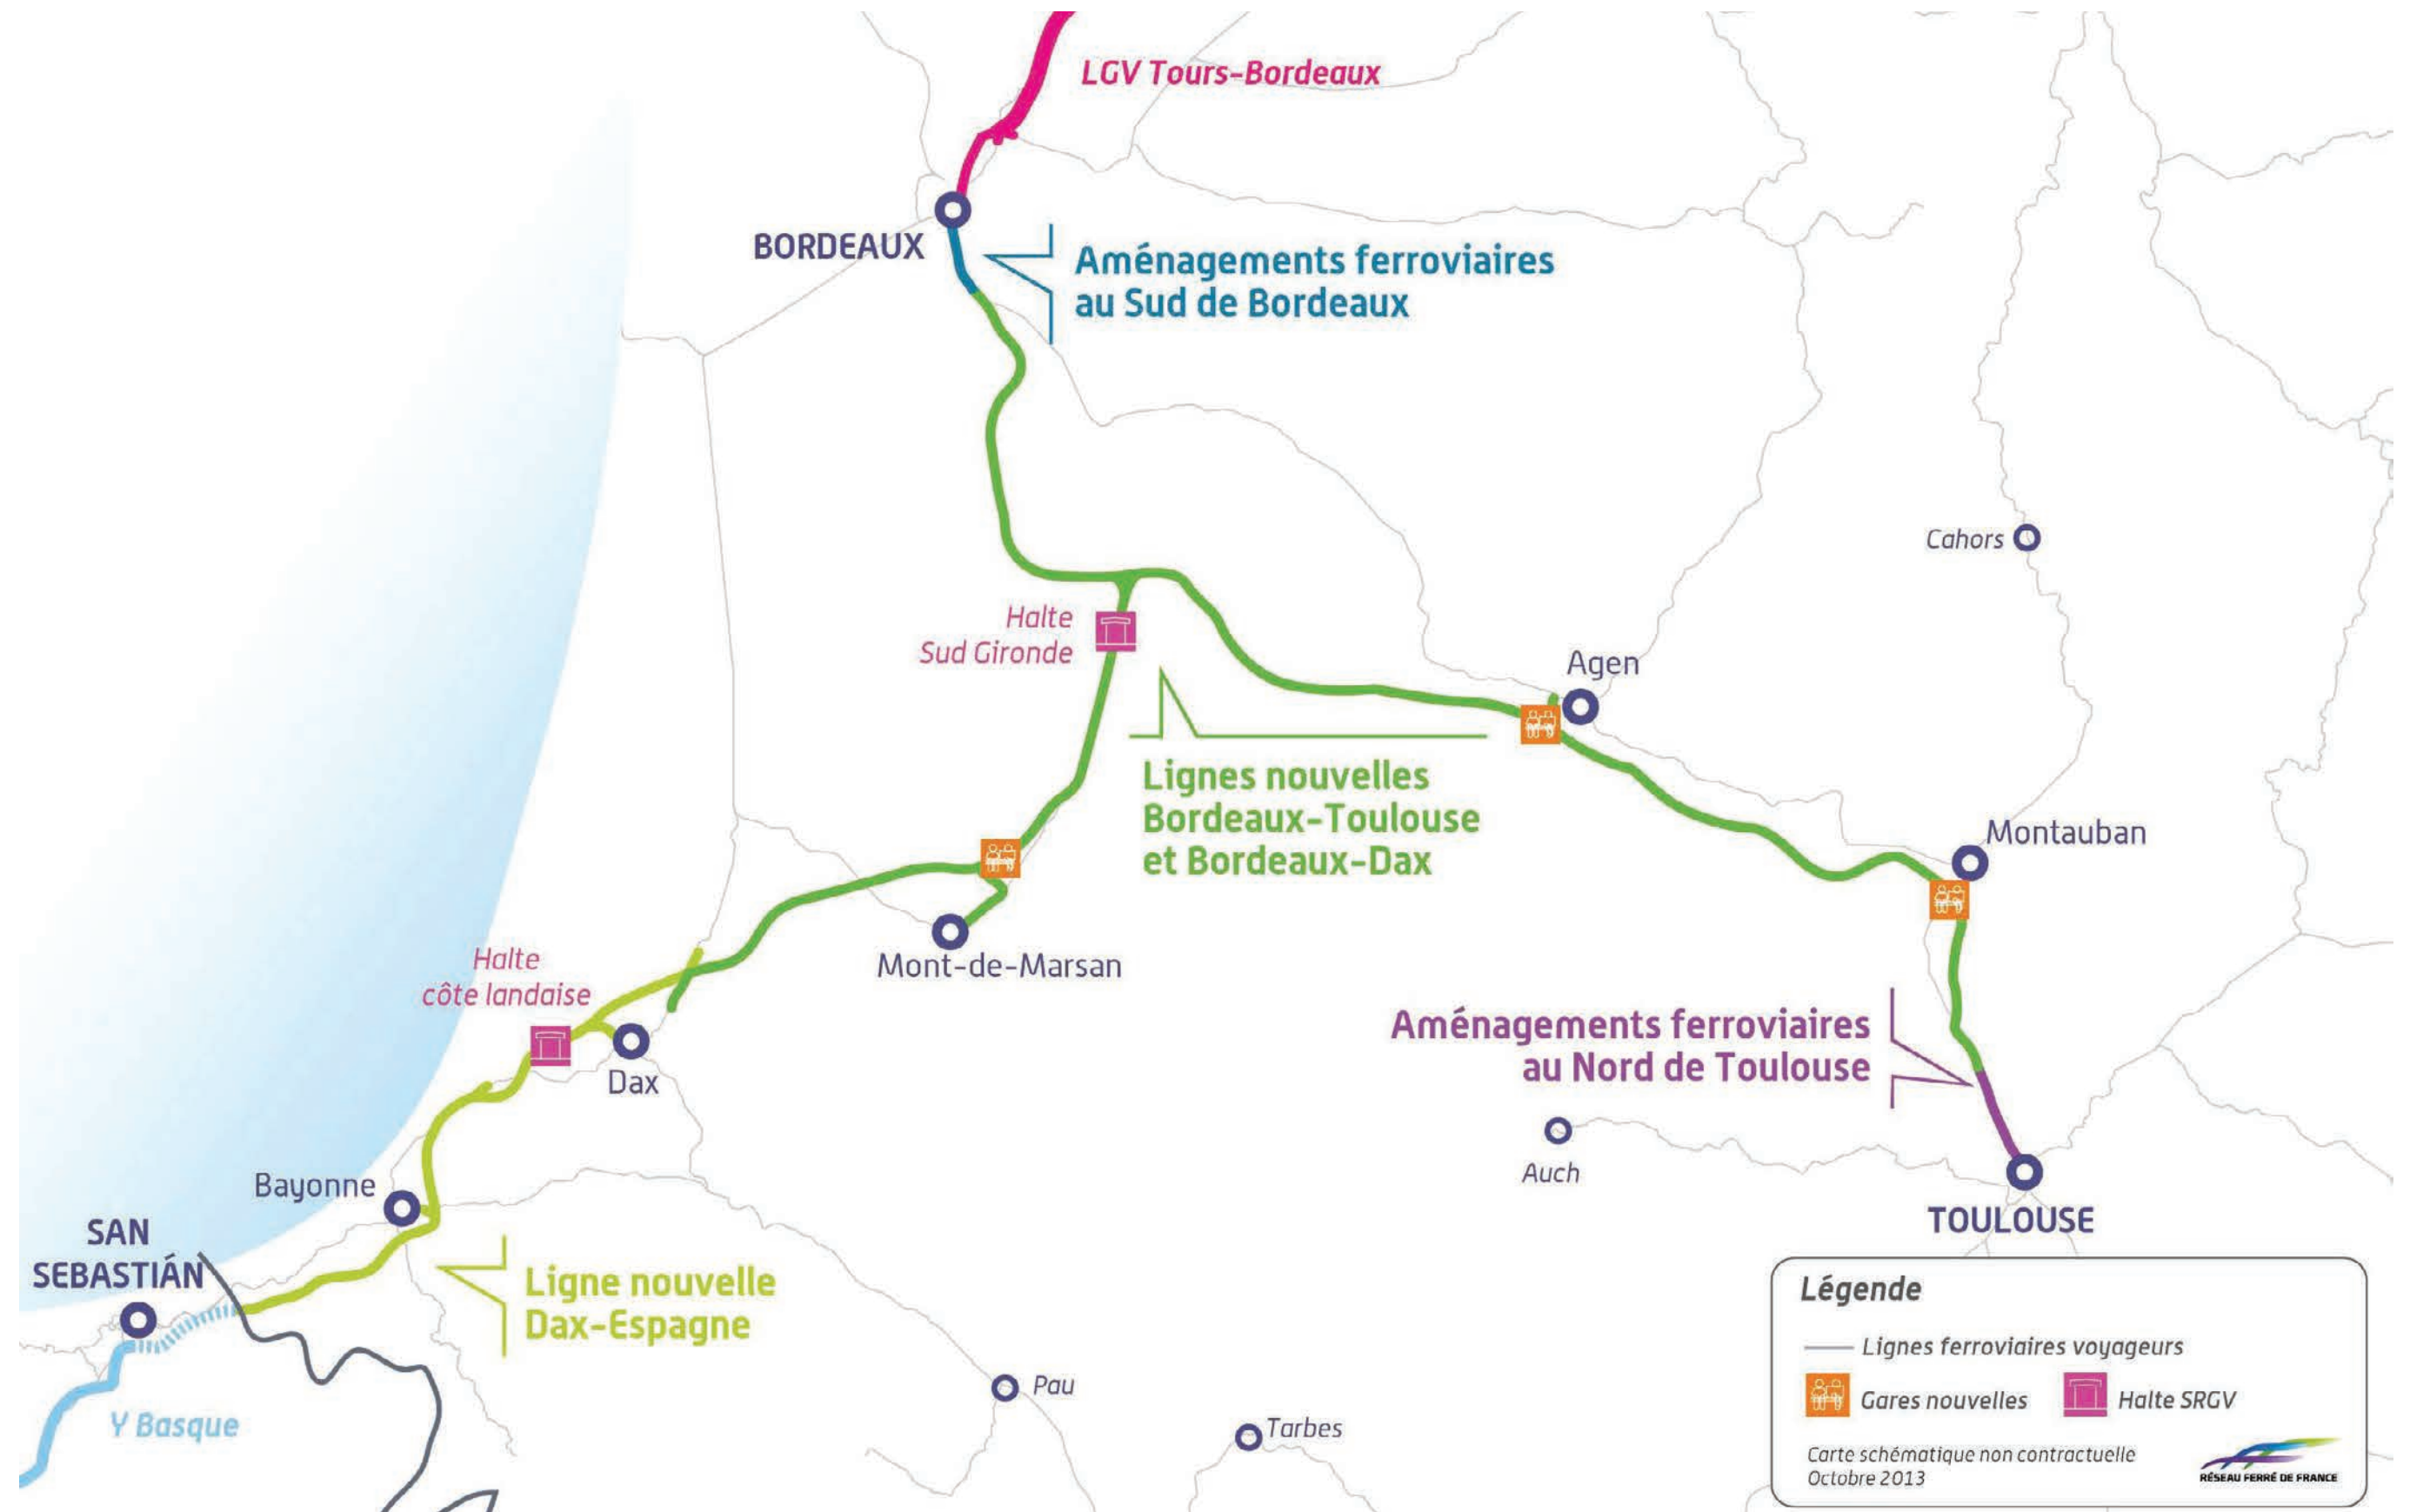 LGV Tours-Bordeaux
BORDEAUX
Aménagements ferroviaires
au Sud de Bordeaux
Cahors
Halte
Sud Gironde
Agen
Lignes nouvelles
Bordeaux-Toulouse
et Bordeaux-Dax
Montauban
Mont-de-Marsan
Halte
côte landaise
Dax
Aménagements ferroviaires
au Nord de Toulouse
Auch
TOULOUSE
Bayonne
SAN
SEBASTIÁN
Ligne nouvelle
Dax-Espagne
Y Basque
Pau
Tarbes
Légende
Lignes ferroviaires voyageurs
Gares nouvelles
Halte SRGV
Carte schématique non contractuelle
Octobre 2013
RÉSEAU FERRÉ DE FRANCE